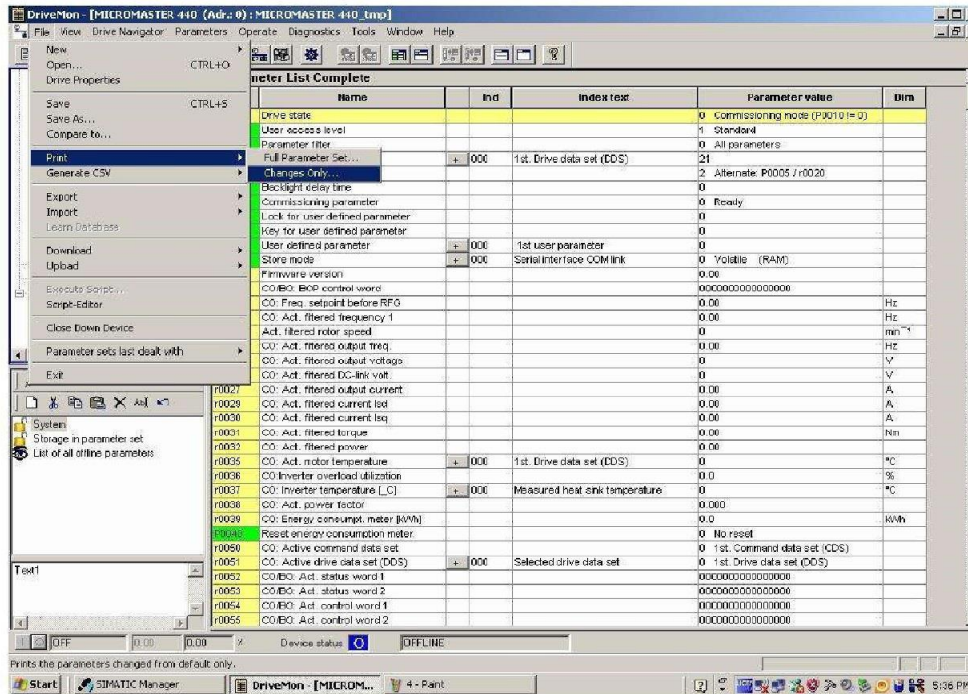 DriveMon - [MICROMASTER 440 (Adr.: 0) : MICROMASTER 440_tmp]
File View Drive Navigator Parameters Operate Diagnostics Tools Window Help
New
Open... CTRL+O
Drive Properties
Save CTRL+S
Save As...
Compare to...
Print
Generate CSV
Export
Import
Learn Database
Download
Upload
Execute Script...
Script-Editor
Close Down Device
Parameter sets last dealt with
Exit
Full Parameter Set...
Changes Only...
meter List Complete
Name Ind Index text Parameter value Dim
Drive state 0 Commissioning mode (P0010 != 0)
User access level 1 Standard
Parameter filter 0 All parameters
+ 000 1st. Drive data set (DDS) 21
2 Alternate: P0005 / r0020
Backlight delay time 0
Commissioning parameter 0 Ready
Lock for user defined parameter 0
Key for user defined parameter 0
User defined parameter + 000 1st user parameter 0
Store mode + 000 Serial interface COM link 0 Volatile (RAM)
Firmware version 0.00
CO/BO: BOP control word 0000000000000000
CO: Freq. setpoint before RFG 0.00 Hz
CO: Act. filtered frequency 1 0.00 Hz
Act. filtered rotor speed 0 min⁻¹
CO: Act. filtered output freq. 0.00 Hz
CO: Act. filtered output voltage 0 V
CO: Act. filtered DC-link volt. 0 V
r0027 CO: Act. filtered output current 0.00 A
r0029 CO: Act. filtered current Isd 0.00 A
r0030 CO: Act. filtered current Isq 0.00 A
r0031 CO: Act. filtered torque 0.00 Nm
r0032 CO: Act. filtered power 0.00
r0035 CO: Act. motor temperature + 000 1st. Drive data set (DDS) 0 °C
r0036 CO:Inverter overload utilization 0.0 %
r0037 CO: Inverter temperature [_C] + 000 Measured heat sink temperature 0 °C
r0038 CO: Act. power factor 0.000
r0039 CO: Energy consumpt. meter [kWh] 0.0 kWh
P0040 Reset energy consumption meter 0 No reset
r0050 CO: Active command data set 0 1st. Command data set (CDS)
r0051 CO: Active drive data set (DDS) + 000 Selected drive data set 0 1st. Drive data set (DDS)
r0052 CO/BO: Act. status word 1 0000000000000000
r0053 CO/BO: Act. status word 2 0000000000000000
r0054 CO/BO: Act. control word 1 0000000000000000
r0055 CO/BO: Act. control word 2 0000000000000000
System
Storage in parameter set
List of all offline parameters
Text1
OFF 0.00 0.00 % Device status OFFLINE
Prints the parameters changed from default only.
Start SIMATIC Manager DriveMon - [MICROM... 4 - Paint 5:36 PM